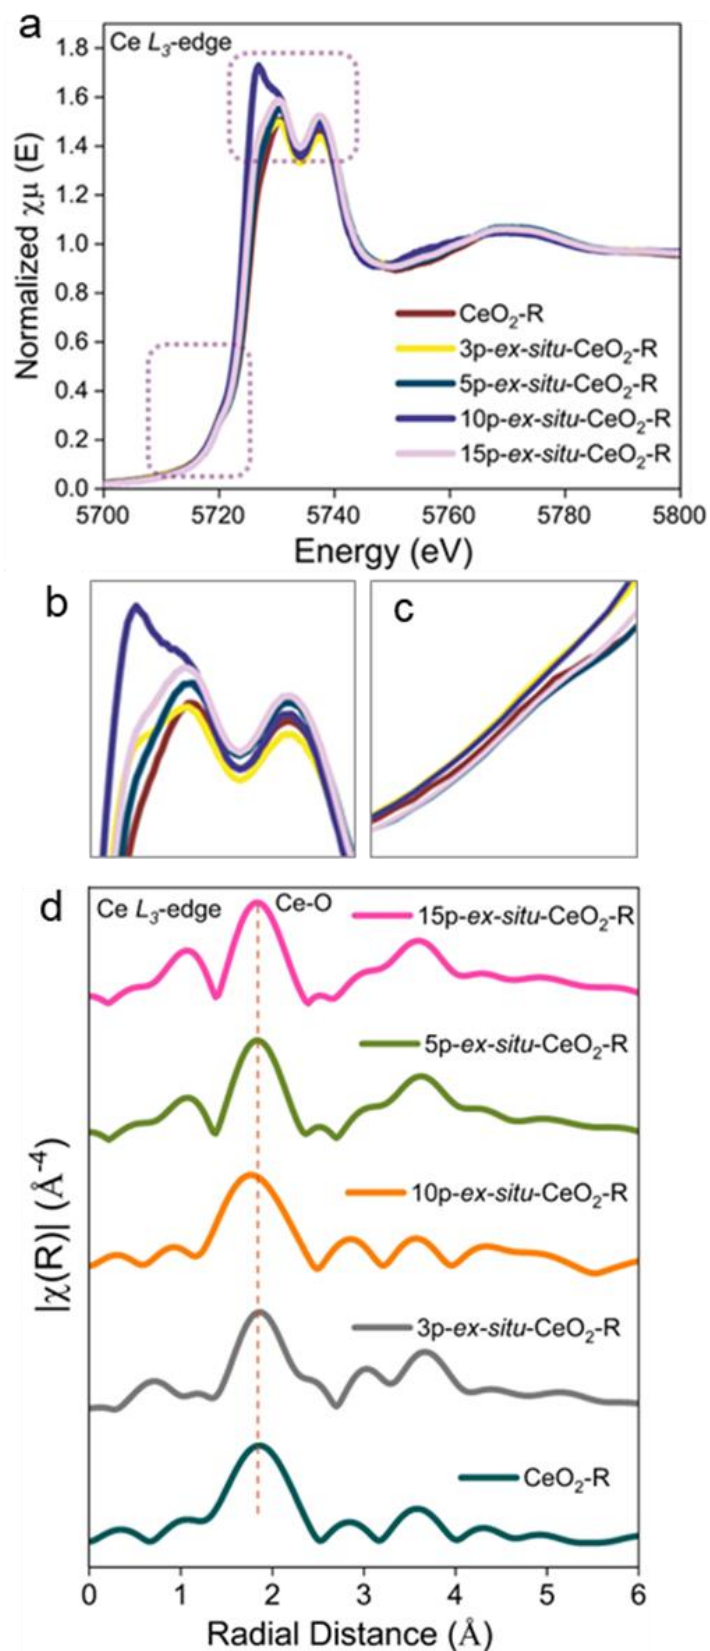 a
Ce L₃-edge
1.8
1.6
1.4
1.2
1.0
0.8
0.6
0.4
0.2
0.0
Normalized χμ (E)
CeO₂-R
3p-ex-situ-CeO₂-R
5p-ex-situ-CeO₂-R
10p-ex-situ-CeO₂-R
15p-ex-situ-CeO₂-R
5700 5720 5740 5760 5780 5800
Energy (eV)
b
c
d
Ce L₃-edge
Ce-O
15p-ex-situ-CeO₂-R
5p-ex-situ-CeO₂-R
10p-ex-situ-CeO₂-R
3p-ex-situ-CeO₂-R
CeO₂-R
|χ(R)| (Å⁻⁴)
0 1 2 3 4 5 6
Radial Distance (Å)